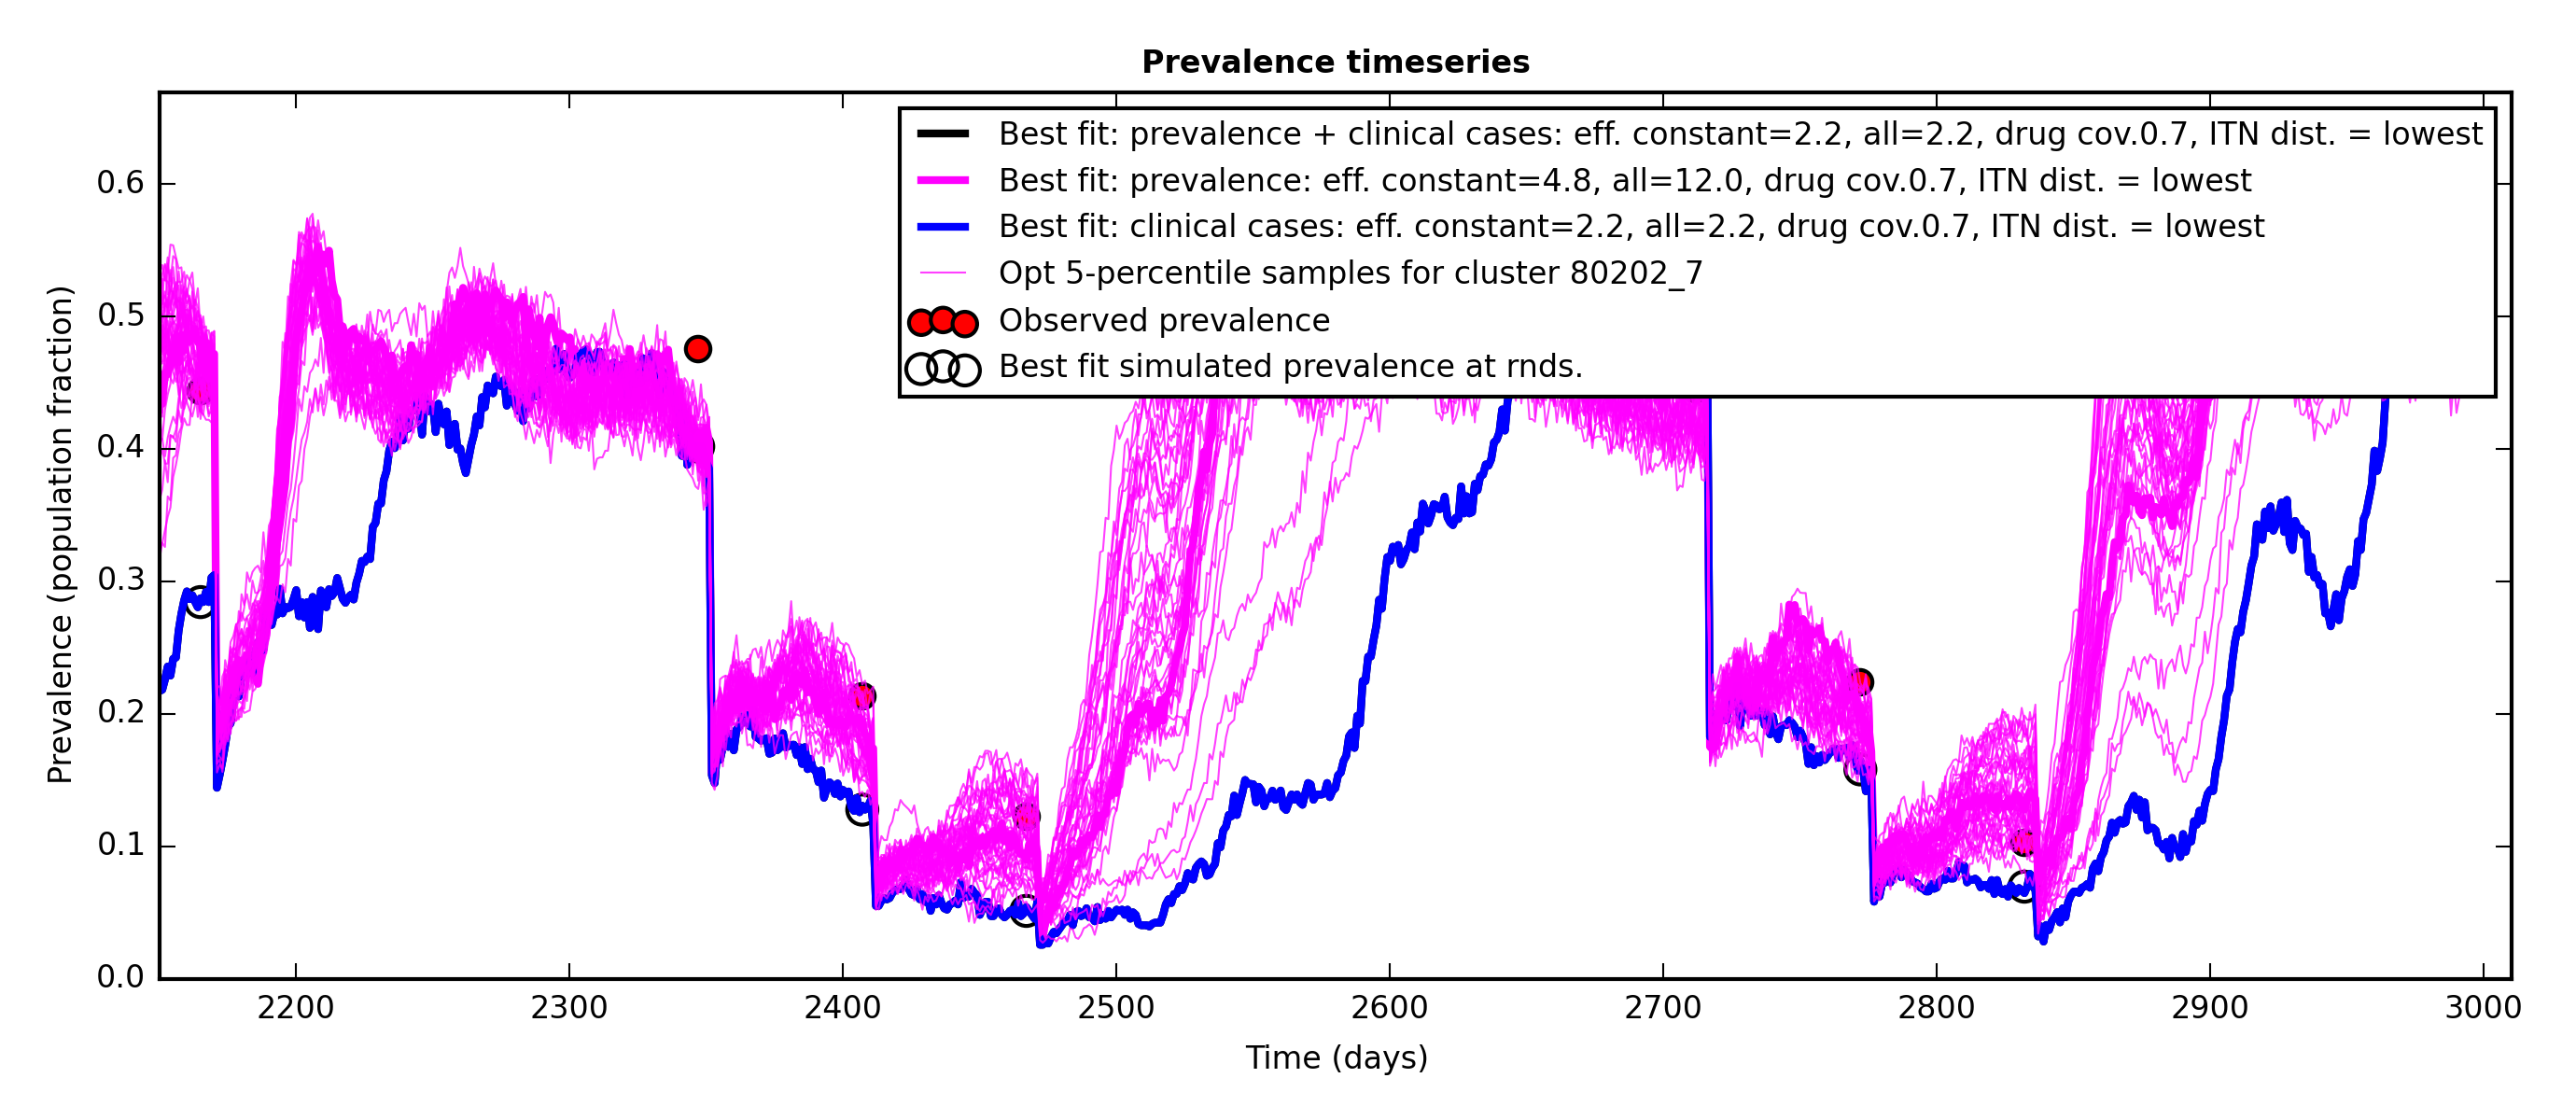 Prevalence timeseries
Best fit: prevalence + clinical cases: eff. constant=2.2, all=2.2, drug cov.0.7, ITN dist. = lowest
Best fit: prevalence: eff. constant=4.8, all=12.0, drug cov.0.7, ITN dist. = lowest
Best fit: clinical cases: eff. constant=2.2, all=2.2, drug cov.0.7, ITN dist. = lowest
Opt 5-percentile samples for cluster 80202_7
Observed prevalence
Best fit simulated prevalence at rnds.
Prevalence (population fraction)
0.6
0.5
0.4
0.3
0.2
0.1
0.0
2200 2300 2400 2500 2600 2700 2800 2900 3000
Time (days)